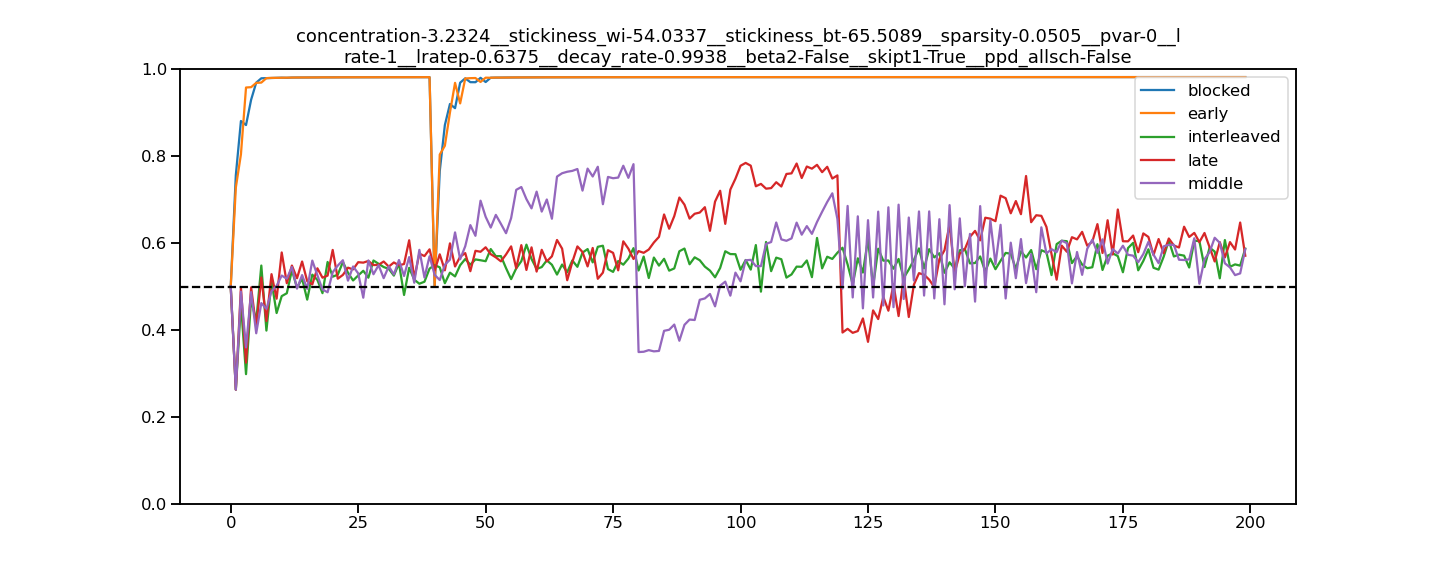 concentration-3.2324__stickiness_wi-54.0337__stickiness_bt-65.5089__sparsity-0.0505__pvar-0__l
rate-1__lratep-0.6375__decay_rate-0.9938__beta2-False__skipt1-True__ppd_allsch-False
1.0
0.8
0.6
0.4
0.2
0.0
blocked
early
interleaved
late
middle
0 25 50 75 100 125 150 175 200